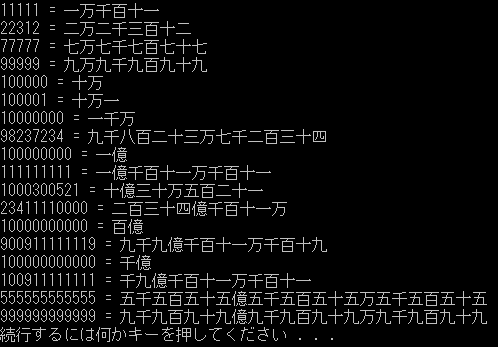 11111 = 一万千百十一
22312 = 二万二千三百十二
77777 = 七万七千七百七十七
99999 = 九万九千九百九十九
100000 = 十万
100001 = 十万一
10000000 = 一千万
98237234 = 九千八百二十三万七千二百三十四
100000000 = 一億
111111111 = 一億千百十一万千百十一
1000300521 = 十億三十万五百二十一
23411110000 = 二百三十四億千百十一万
10000000000 = 百億
900911111119 = 九千九億千百十一万千百十九
100000000000 = 千億
100911111111 = 千九億千百十一万千百十一
555555555555 = 五千五百五十五億五千五百五十五万五千五百五十五
999999999999 = 九千九百九十九億九千九百九十九万九千九百九十九
続行するには何かキーを押してください . . .